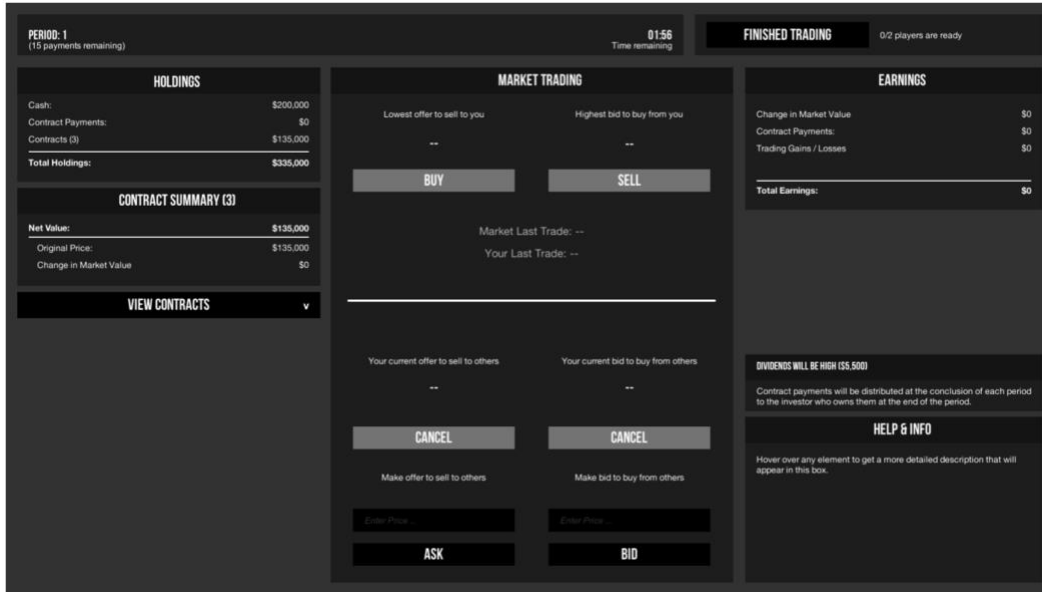 PERIOD: 1
(15 payments remaining)
01:56
Time remaining
FINISHED TRADING
0/2 players are ready
HOLDINGS
Cash: $200,000
Contract Payments: $0
Contracts (3) $135,000
Total Holdings: $335,000
CONTRACT SUMMARY (3)
Net Value: $135,000
Original Price: $135,000
Change in Market Value $0
VIEW CONTRACTS v
MARKET TRADING
Lowest offer to sell to you
--
BUY
Highest bid to buy from you
--
SELL
Market Last Trade: --
Your Last Trade: --
Your current offer to sell to others
--
CANCEL
Your current bid to buy from others
--
CANCEL
Make offer to sell to others
Enter Price ...
ASK
Make bid to buy from others
Enter Price ...
BID
EARNINGS
Change in Market Value $0
Contract Payments: $0
Trading Gains / Losses $0
Total Earnings: $0
DIVIDENDS WILL BE HIGH ($5,500)
Contract payments will be distributed at the conclusion of each period
to the investor who owns them at the end of the period.
HELP & INFO
Hover over any element to get a more detailed description that will
appear in this box.